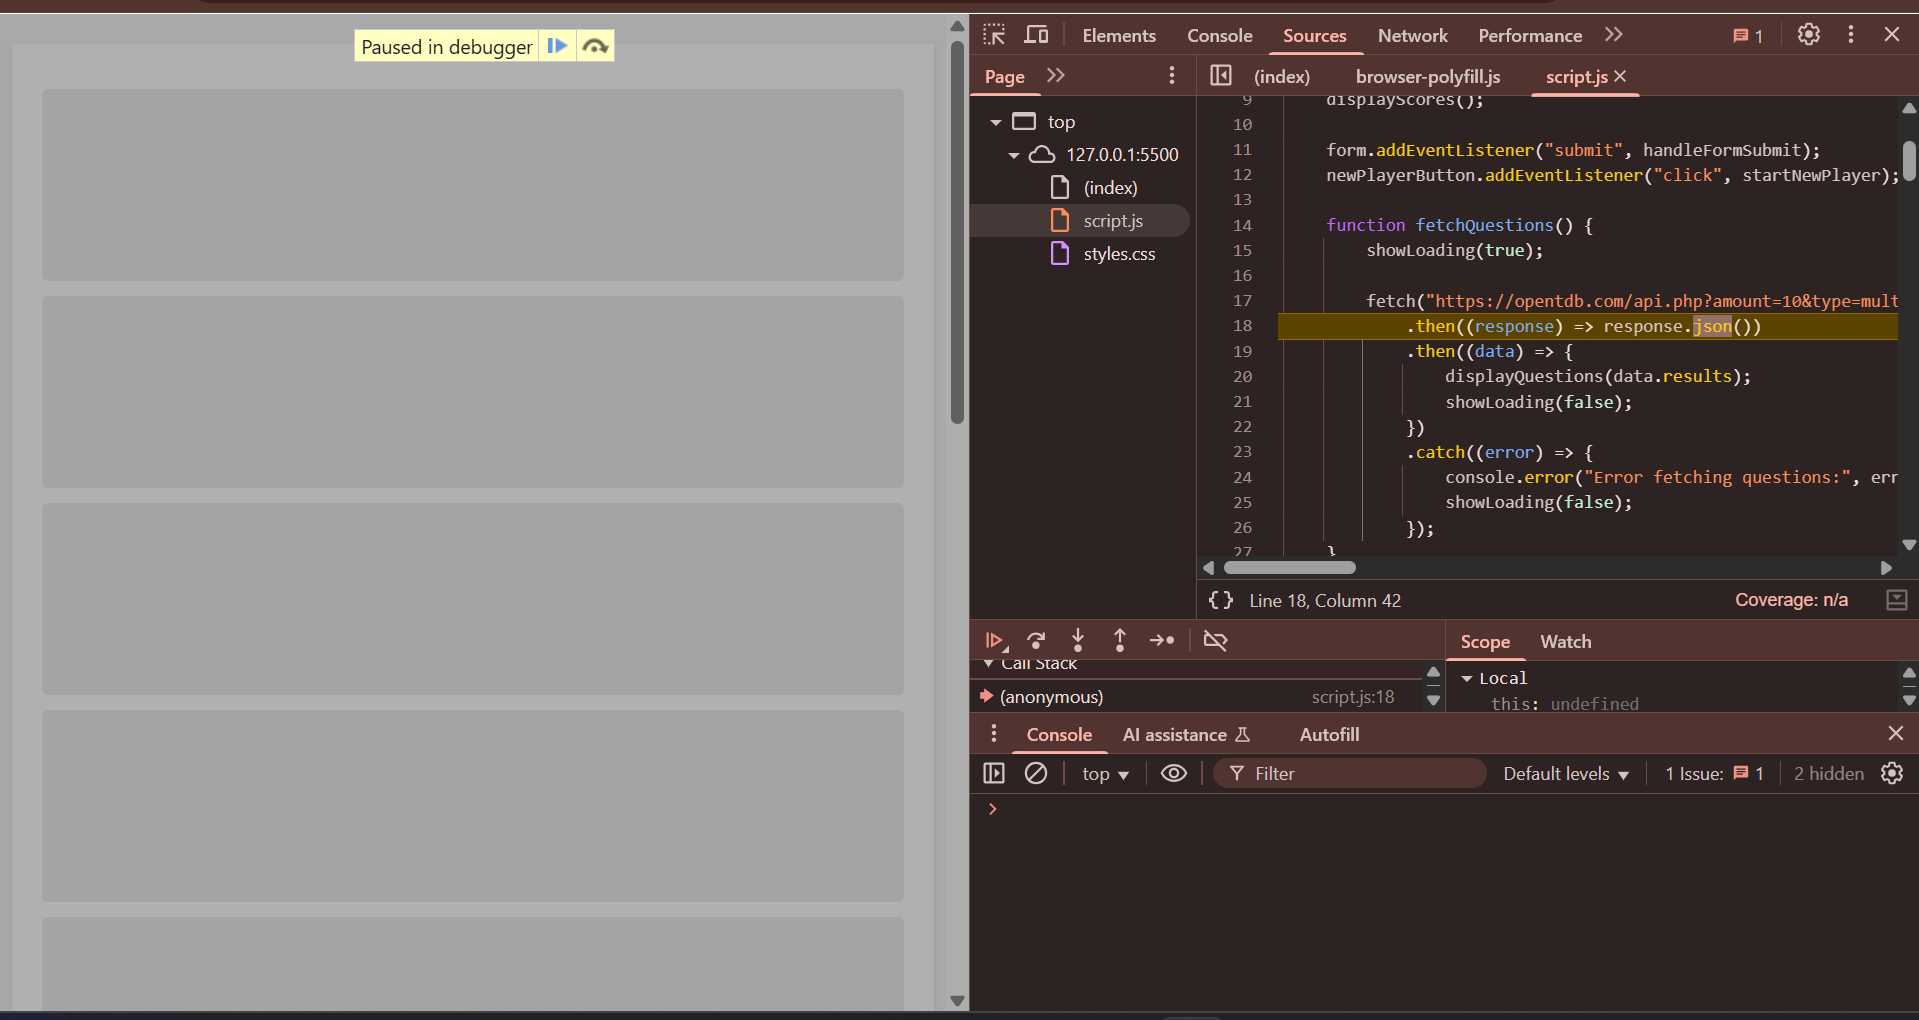 Paused in debugger
Elements Console Sources Network Performance 1
Page
(index) browser-polyfill.js script.js
top
127.0.0.1:5500
(index)
script.js
styles.css
9 displayScores();
10
11 form.addEventListener("submit", handleFormSubmit);
12 newPlayerButton.addEventListener("click", startNewPlayer);
13
14 function fetchQuestions() {
15 showLoading(true);
16
17 fetch("https://opentdb.com/api.php?amount=10&type=mult
18 .then((response) => response.json())
19 .then((data) => {
20 displayQuestions(data.results);
21 showLoading(false);
22 })
23 .catch((error) => {
24 console.error("Error fetching questions:", err
25 showLoading(false);
26 });
27 }
{} Line 18, Column 42 Coverage: n/a
Call Stack
(anonymous) script.js:18
Scope Watch
Local
this: undefined
Console AI assistance Autofill
top Filter Default levels 1 Issue: 1 2 hidden
>